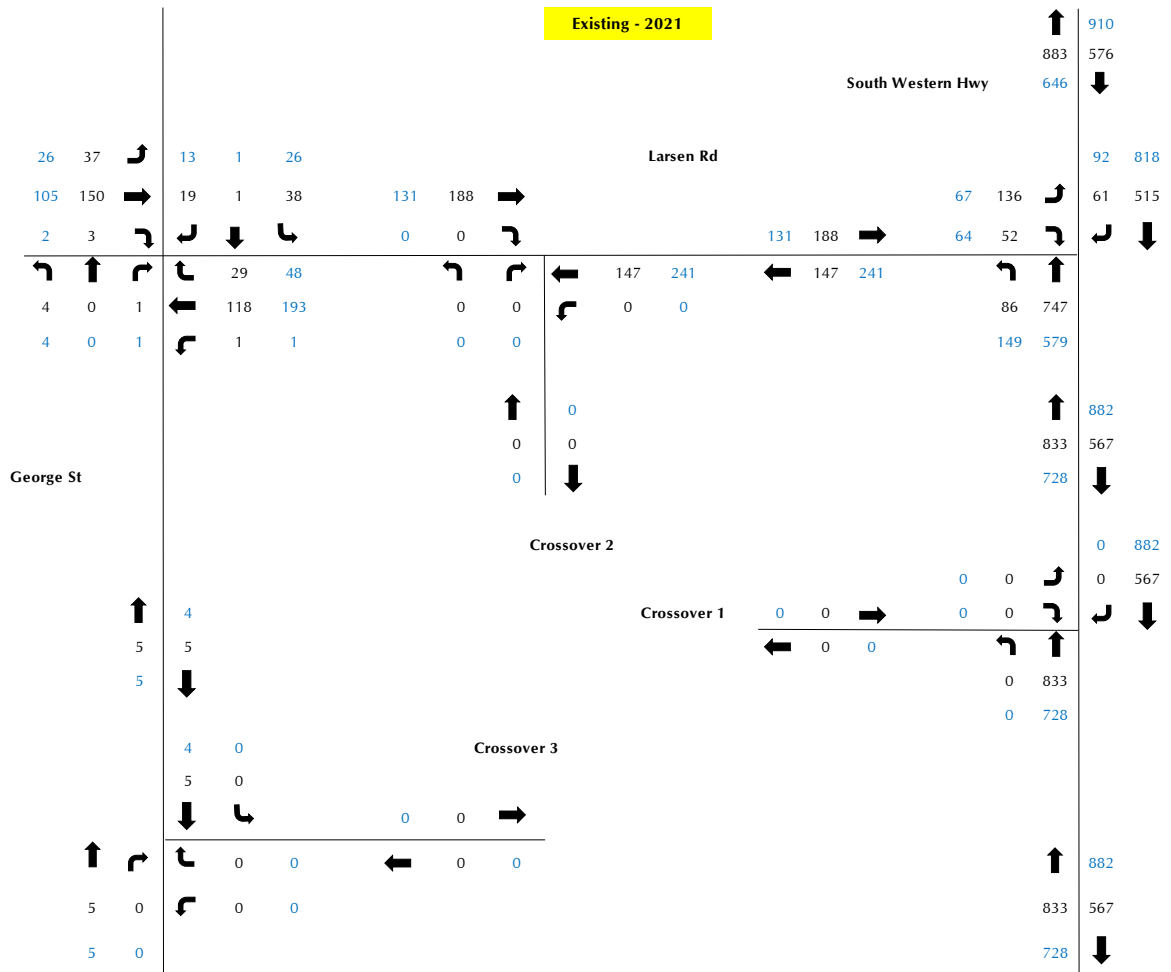 Existing - 2021 910
883 576
South Western Hwy 646
26 37 13 1 26 Larsen Rd 92 818
105 150 19 1 38 131 188 67 136 61 515
2 3 0 0 131 188 64 52
29 48 147 241 147 241
4 0 1 118 193 0 0 0 0 86 747
4 0 1 1 1 0 0 149 579
0 882
0 0 833 567
George St 0 728
Crossover 2 0 882
0 0 0 567
4 Crossover 1 0 0 0 0
5 5 0 0
5 0 833
0 728
4 0 Crossover 3
5 0
0 0
0 0 0 0 882
5 0 0 0 833 567
5 0 728